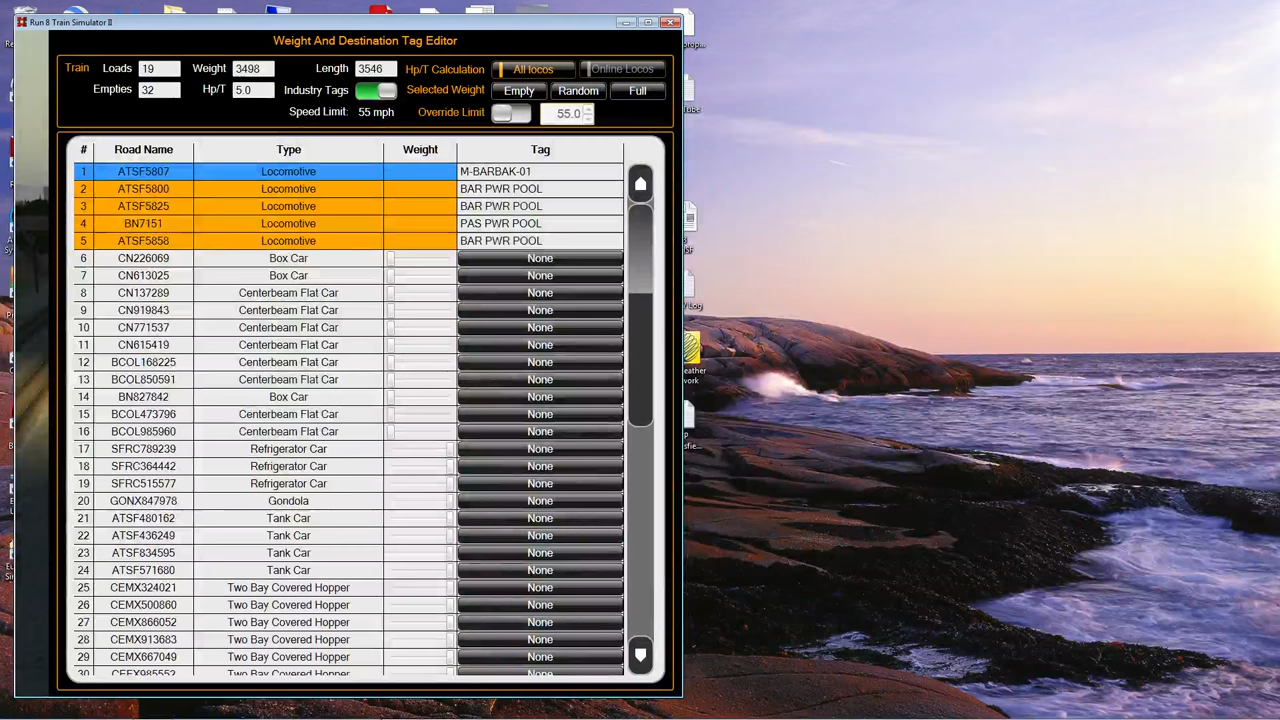 Run 8 Train Simulator II
Weight And Destination Tag Editor
Train Loads 19 Weight 3498 Length 3546 Hp/T Calculation All locos Online Locos
Empties 32 Hp/T 5.0 Industry Tags Selected Weight Empty Random Full
Speed Limit: 55 mph Override Limit 55.0
# Road Name Type Weight Tag
1 ATSF5807 Locomotive M-BARBAK-01
2 ATSF5800 Locomotive BAR PWR POOL
3 ATSF5825 Locomotive BAR PWR POOL
4 BN7151 Locomotive PAS PWR POOL
5 ATSF5858 Locomotive BAR PWR POOL
6 CN226069 Box Car None
7 CN613025 Box Car None
8 CN137289 Centerbeam Flat Car None
9 CN919843 Centerbeam Flat Car None
10 CN771537 Centerbeam Flat Car None
11 CN615419 Centerbeam Flat Car None
12 BCOL168225 Centerbeam Flat Car None
13 BCOL850591 Centerbeam Flat Car None
14 BN827842 Box Car None
15 BCOL473796 Centerbeam Flat Car None
16 BCOL985960 Centerbeam Flat Car None
17 SFRC789239 Refrigerator Car None
18 SFRC364442 Refrigerator Car None
19 SFRC515577 Refrigerator Car None
20 GONX847978 Gondola None
21 ATSF480162 Tank Car None
22 ATSF436249 Tank Car None
23 ATSF834595 Tank Car None
24 ATSF571680 Tank Car None
25 CEMX324021 Two Bay Covered Hopper None
26 CEMX500860 Two Bay Covered Hopper None
27 CEMX866052 Two Bay Covered Hopper None
28 CEMX913683 Two Bay Covered Hopper None
29 CEMX667049 Two Bay Covered Hopper None
30 Two Bay Covered Hopper None